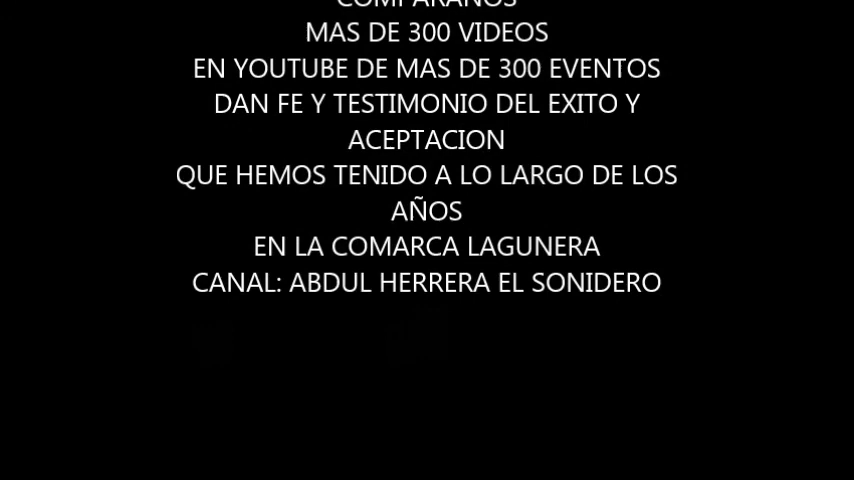 COMPARANOS
MAS DE 300 VIDEOS
EN YOUTUBE DE MAS DE 300 EVENTOS
DAN FE Y TESTIMONIO DEL EXITO Y
ACEPTACION
QUE HEMOS TENIDO A LO LARGO DE LOS
AÑOS
EN LA COMARCA LAGUNERA
CANAL: ABDUL HERRERA EL SONIDERO